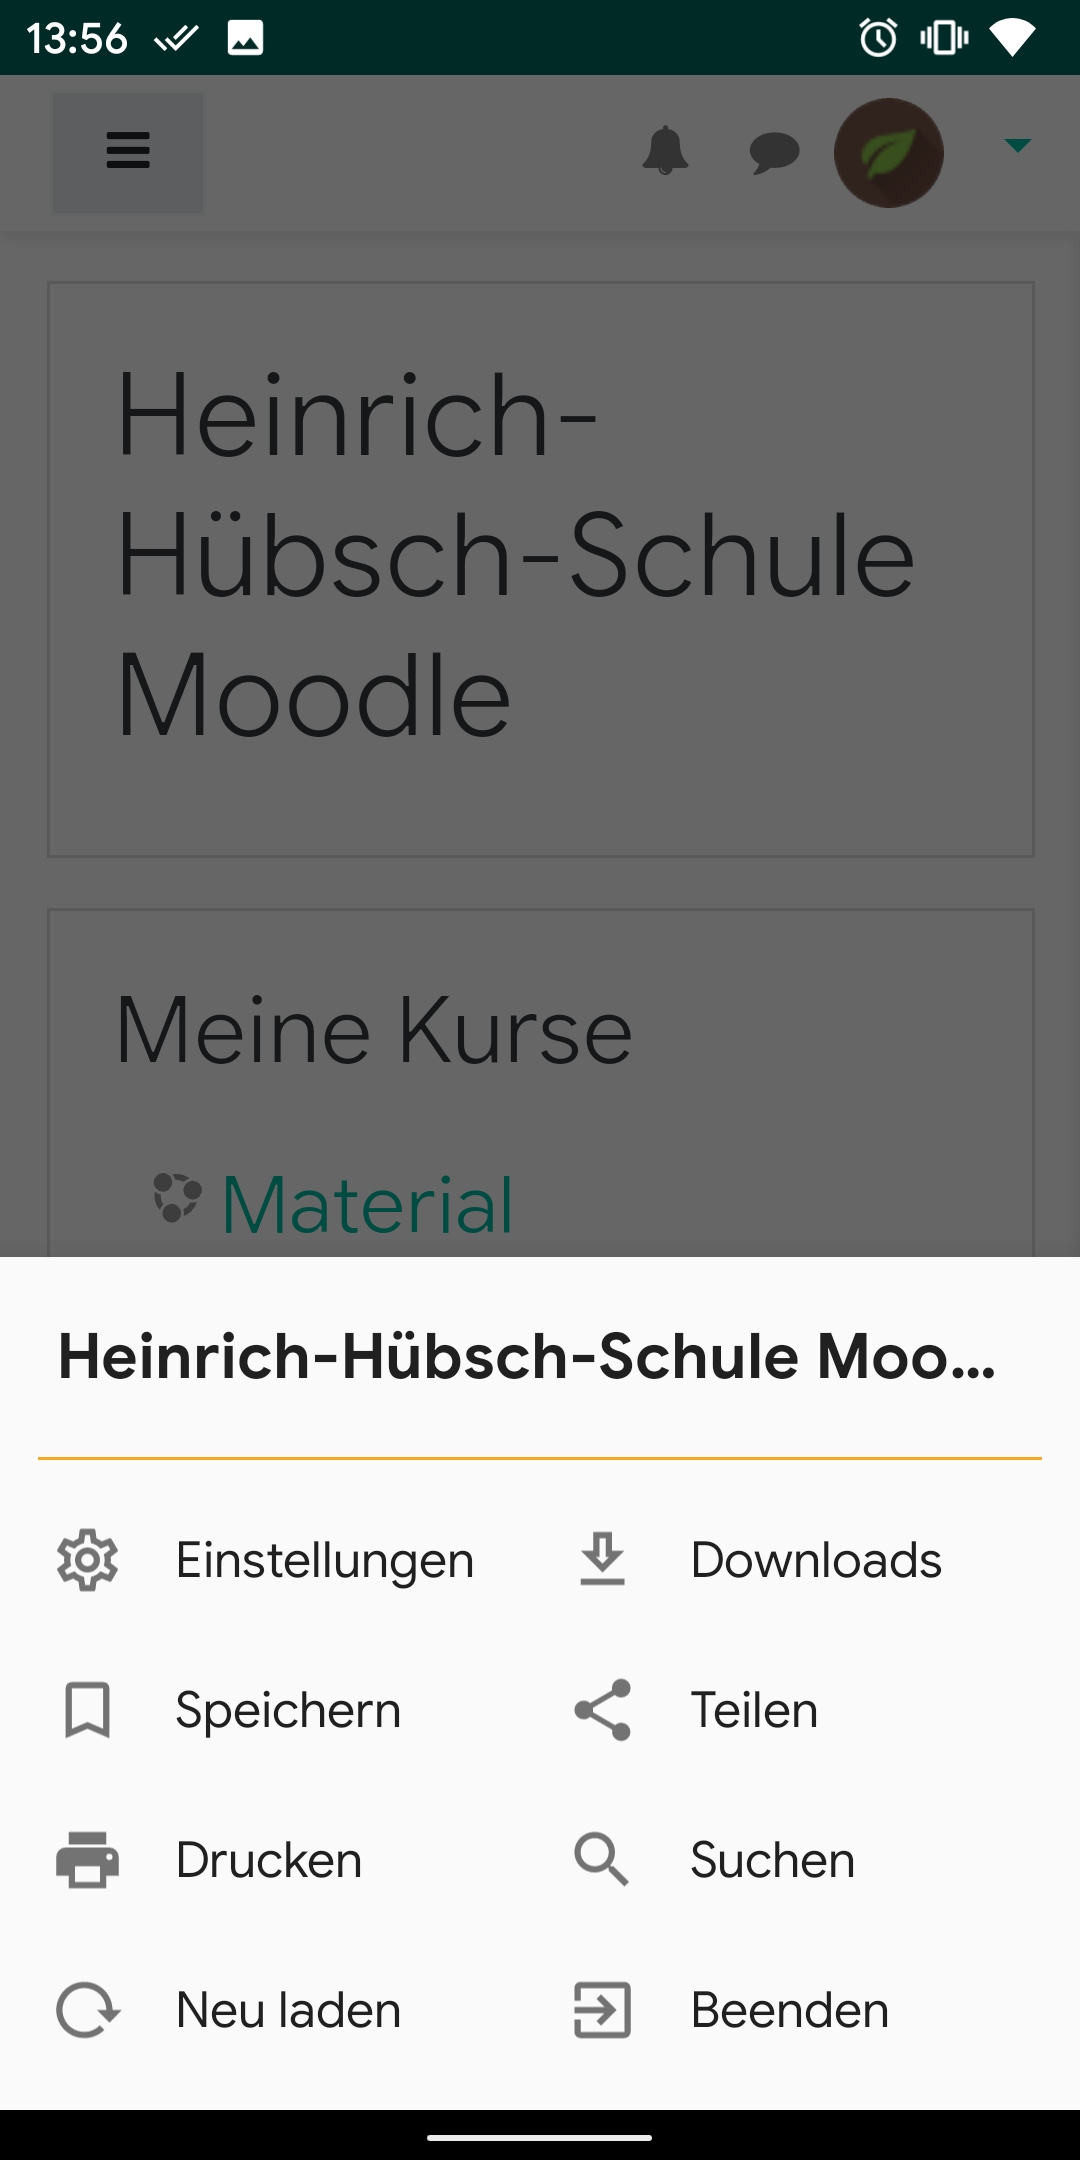 13:56
Heinrich-
Hübsch-Schule
Moodle
Meine Kurse
Material
Heinrich-Hübsch-Schule Moo...
Einstellungen
Downloads
Speichern
Teilen
Drucken
Suchen
Neu laden
Beenden